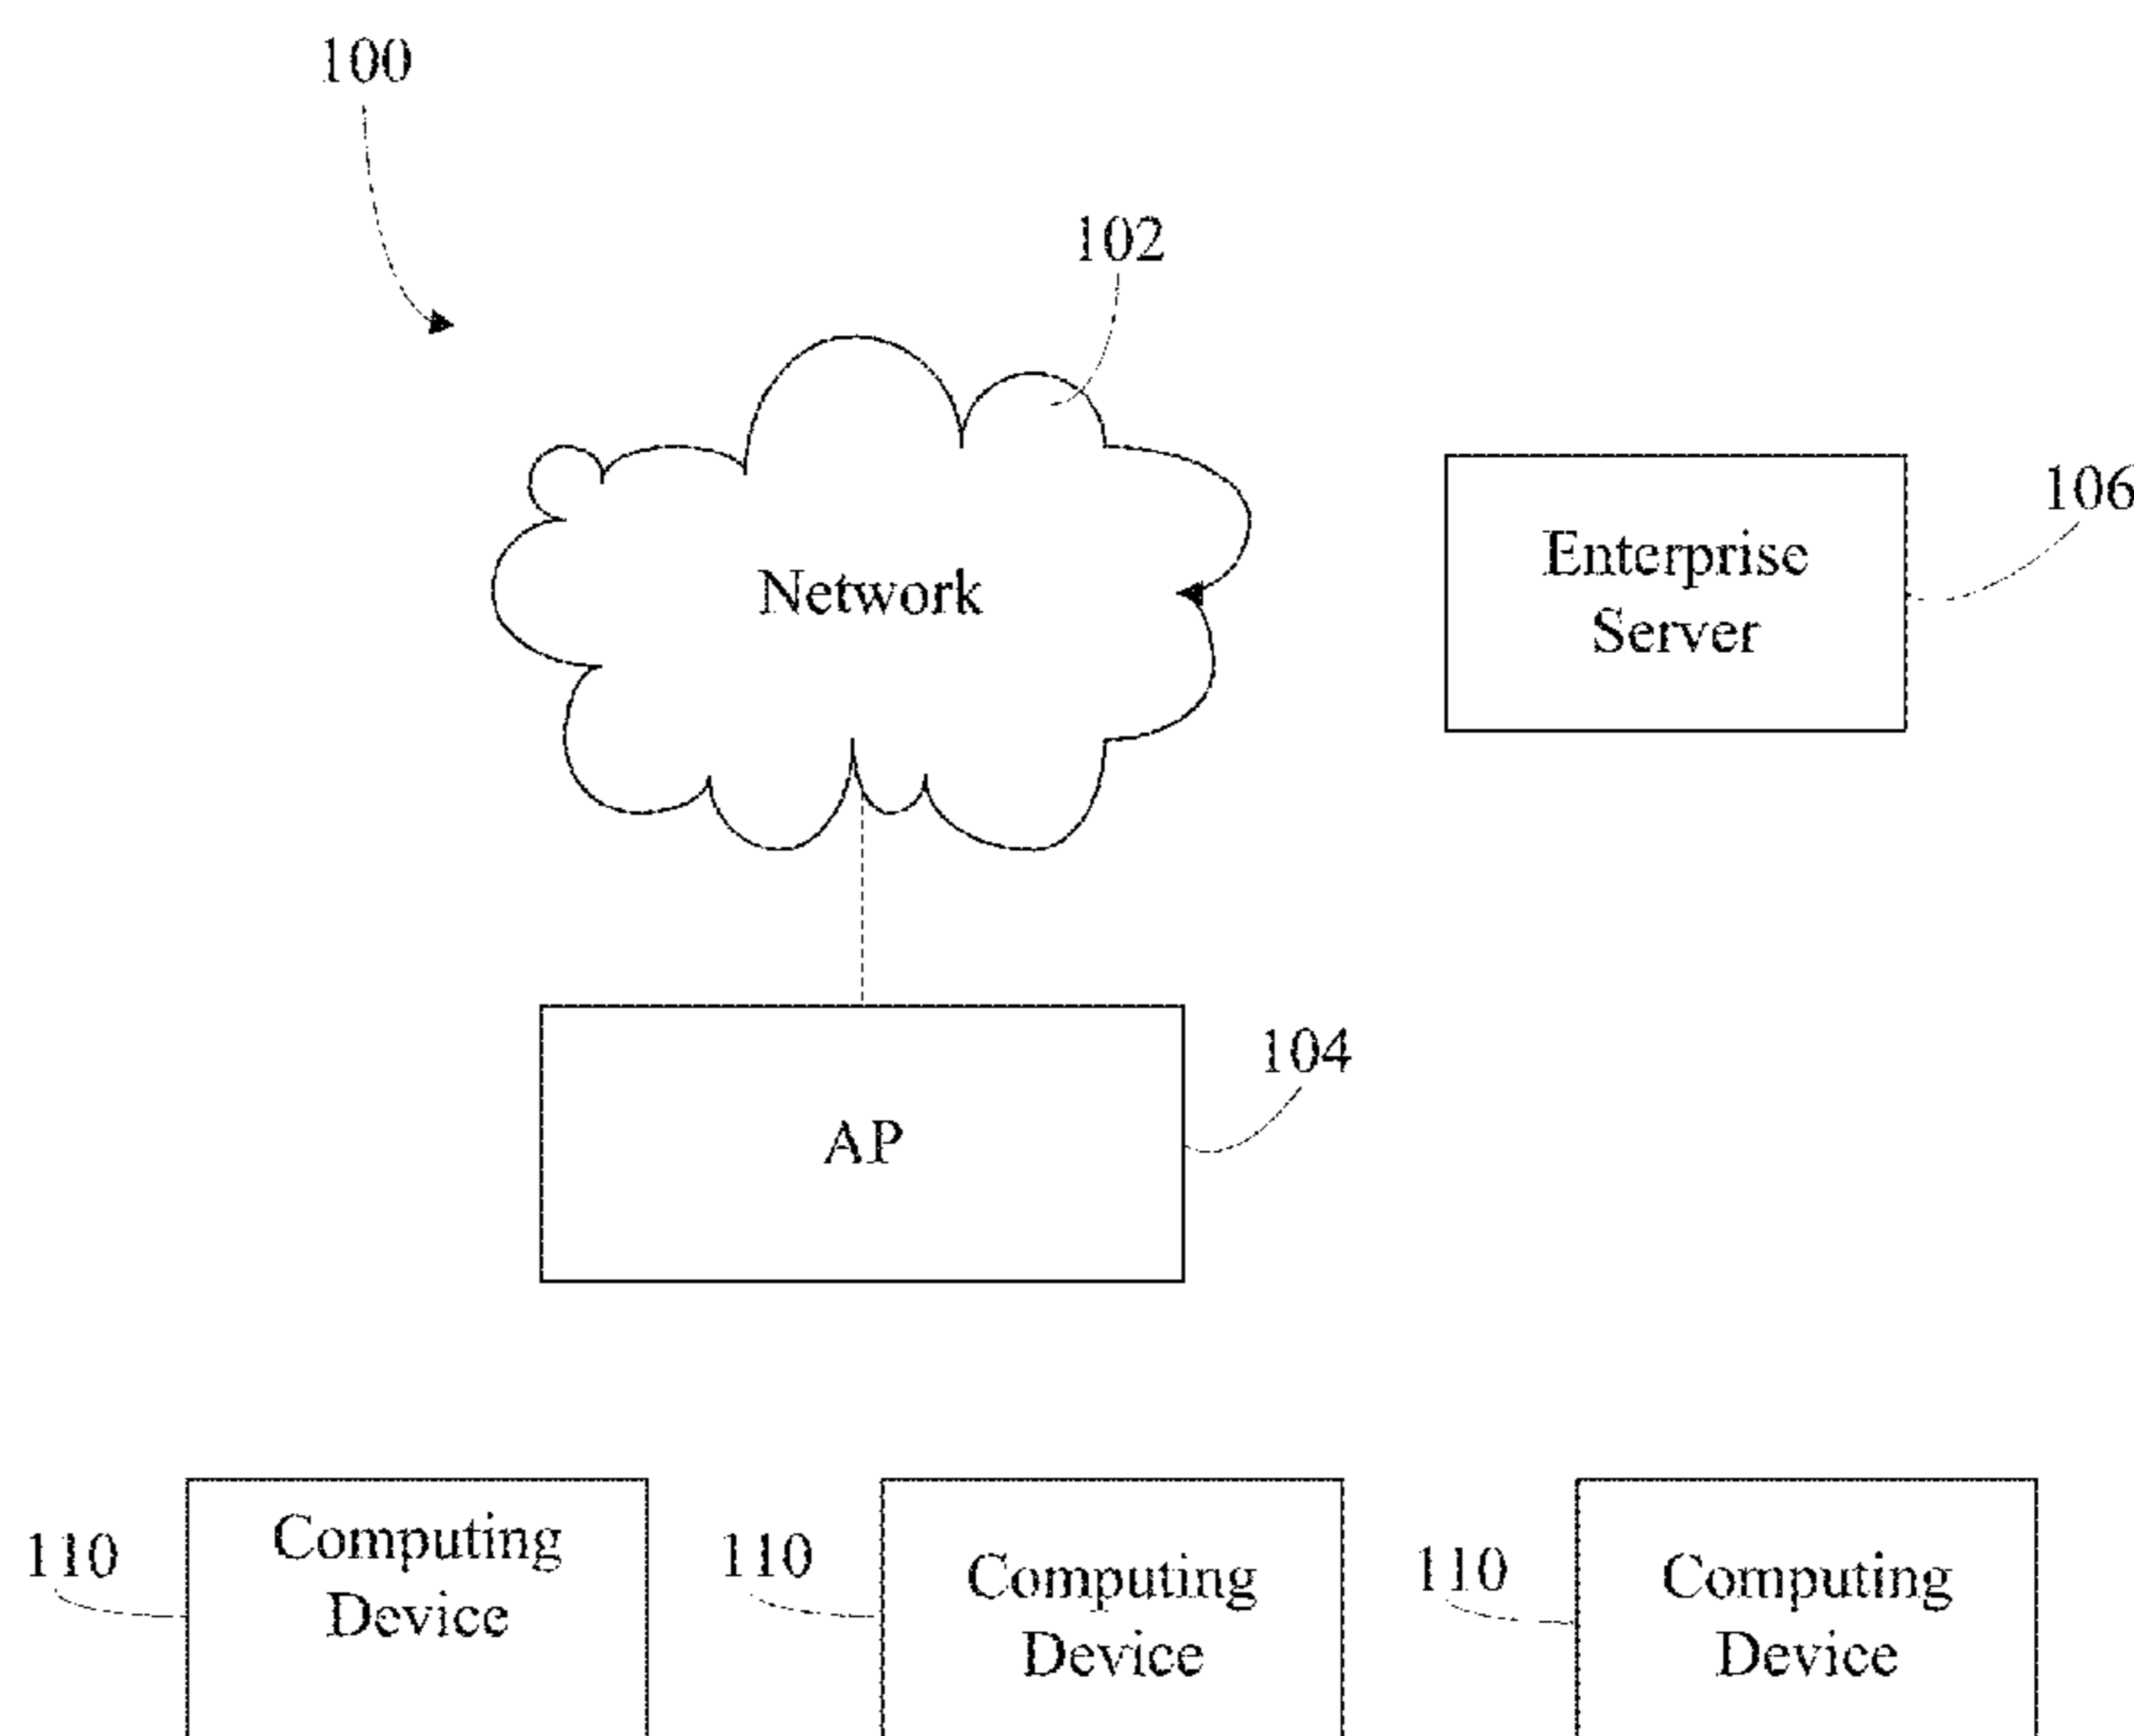 100
102
Network
Enterprise
Server
106
AP
104
110
Computing
Device
110
Computing
Device
110
Computing
Device